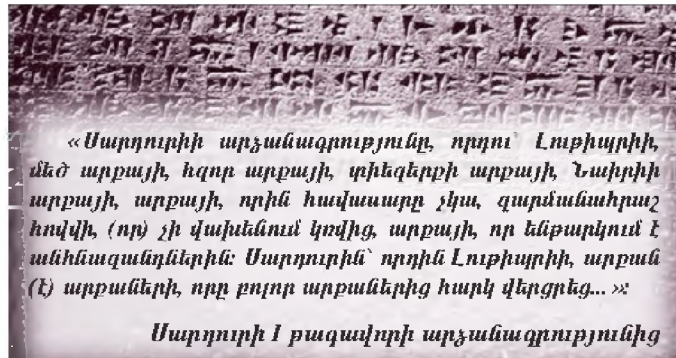 «Սարդուրիի արձանագրությունը, որդու՝ Լութիպրիի,
մեծ արքայի, հզոր արքայի, տիեզերքի արքայի, Նաիրիի
արքայի, արքայի, որին հավասարը չկա, զարմանահրաշ
հովվի, (որ) չի վախենում կռվից, արքայի, որ ենթարկում է
անհնազանդներին: Սարդուրին՝ որդին Լութիպրիի, արքան
(է) արքաների, որը բոլոր արքաներից հարկ վերցրեց... »:
Սարդուրի I թագավորի արձանագրությունից